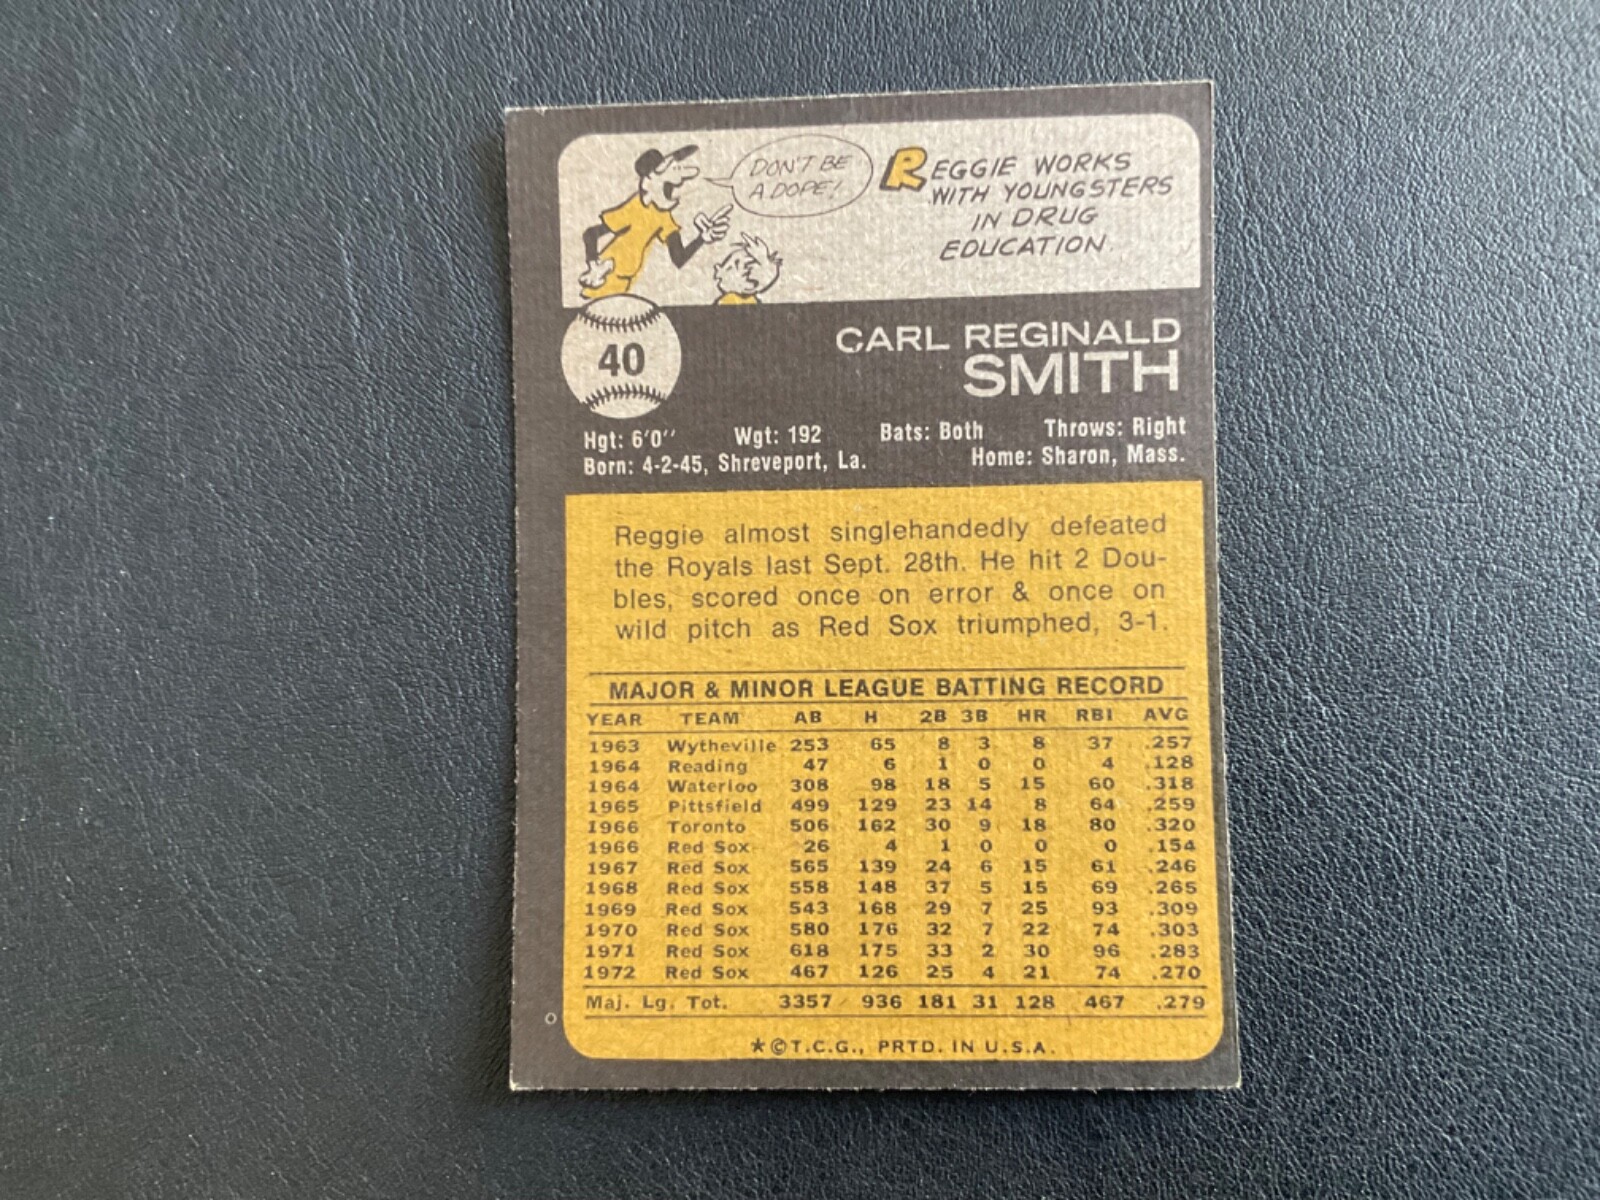 DON'T BE
A DOPE!
REGGIE WORKS
WITH YOUNGSTERS
IN DRUG
EDUCATION.
40
CARL REGINALD
SMITH
Hgt: 6'0'' Wgt: 192 Bats: Both Throws: Right
Born: 4-2-45, Shreveport, La. Home: Sharon, Mass.
Reggie almost singlehandedly defeated
the Royals last Sept. 28th. He hit 2 Dou-
bles, scored once on error & once on
wild pitch as Red Sox triumphed, 3-1.
MAJOR & MINOR LEAGUE BATTING RECORD
YEAR TEAM AB H 2B 3B HR RBI AVG
1963 Wytheville 253 65 8 3 8 37 .257
1964 Reading 47 6 1 0 0 4 .128
1964 Waterloo 308 98 18 5 15 60 .318
1965 Pittsfield 499 129 23 14 8 64 .259
1966 Toronto 506 162 30 9 18 80 .320
1966 Red Sox 26 4 1 0 0 0 .154
1967 Red Sox 565 139 24 6 15 61 .246
1968 Red Sox 558 148 37 5 15 69 .265
1969 Red Sox 543 168 29 7 25 93 .309
1970 Red Sox 580 176 32 7 22 74 .303
1971 Red Sox 618 175 33 2 30 96 .283
1972 Red Sox 467 126 25 4 21 74 .270
Maj. Lg. Tot. 3357 936 181 31 128 467 .279
★©T.C.G., PRTD. IN U.S.A.